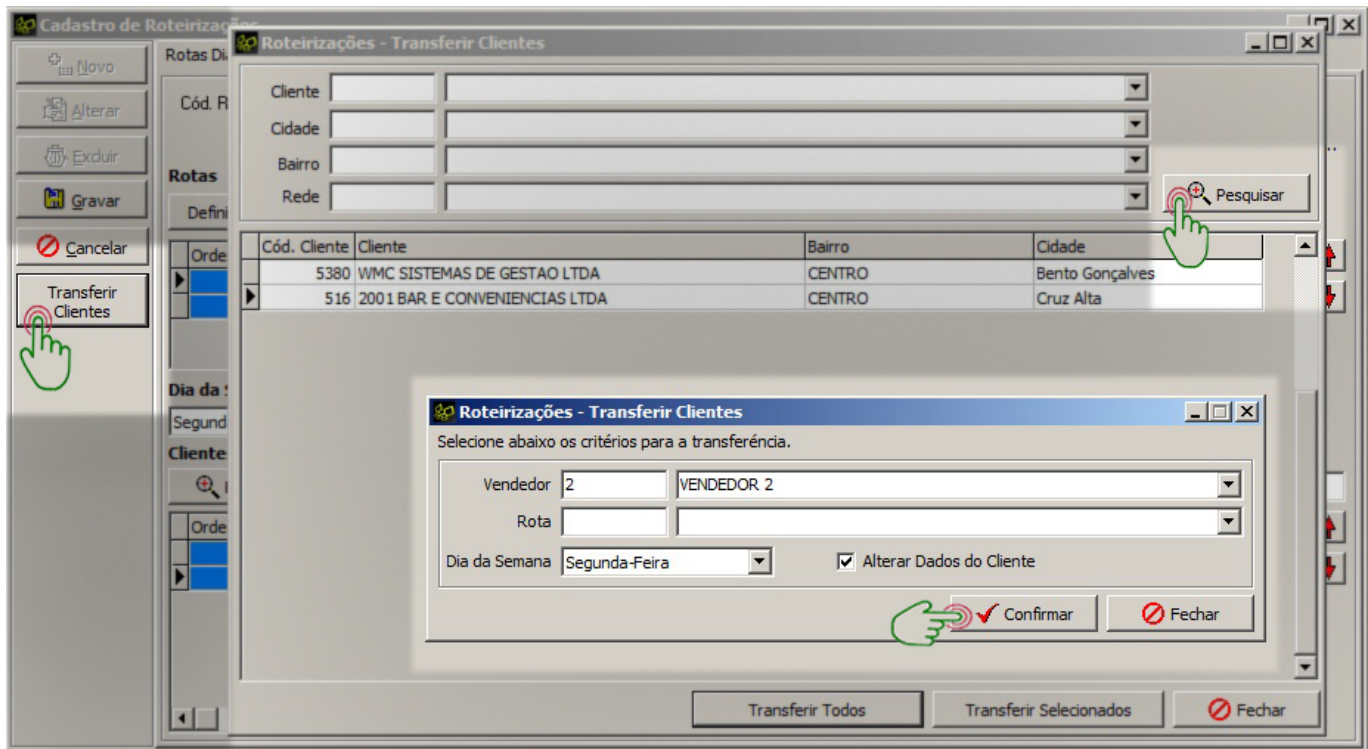 Cadastro de Roteirizações
Novo
Alterar
Excluir
Gravar
Cancelar
Transferir
Clientes
Rotas Di
Cód. R
Rotas
Defini
Orde
Dia da
Segund
Cliente
Orde
Roteirizações - Transferir Clientes
Cliente
Cidade
Bairro
Rede
Pesquisar
Cód. Cliente Cliente Bairro Cidade
5380 WMC SISTEMAS DE GESTAO LTDA CENTRO Bento Gonçalves
516 2001 BAR E CONVENIENCIAS LTDA CENTRO Cruz Alta
Roteirizações - Transferir Clientes
Selecione abaixo os critérios para a transferéncia.
Vendedor 2 VENDEDOR 2
Rota
Dia da Semana Segunda-Feira Alterar Dados do Cliente
Confirmar Fechar
Transferir Todos Transferir Selecionados Fechar